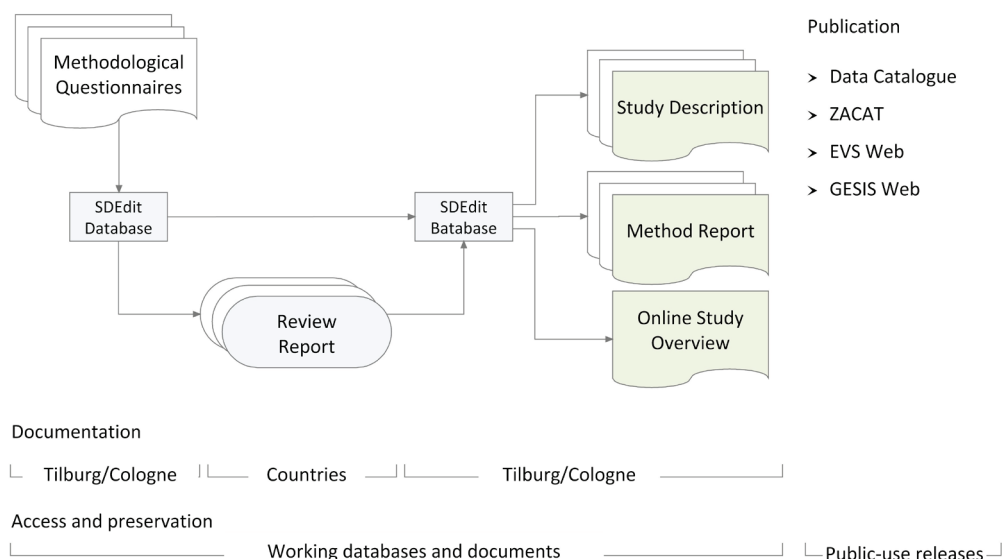 Methodological
Questionnaires
SDEdit
Database
Review
Report
SDEdit
Batabase
Study Description
Method Report
Online Study
Overview
Publication
➤ Data Catalogue
➤ ZACAT
➤ EVS Web
➤ GESIS Web
Documentation
Tilburg/Cologne
Countries
Tilburg/Cologne
Access and preservation
Working databases and documents
Public-use releases